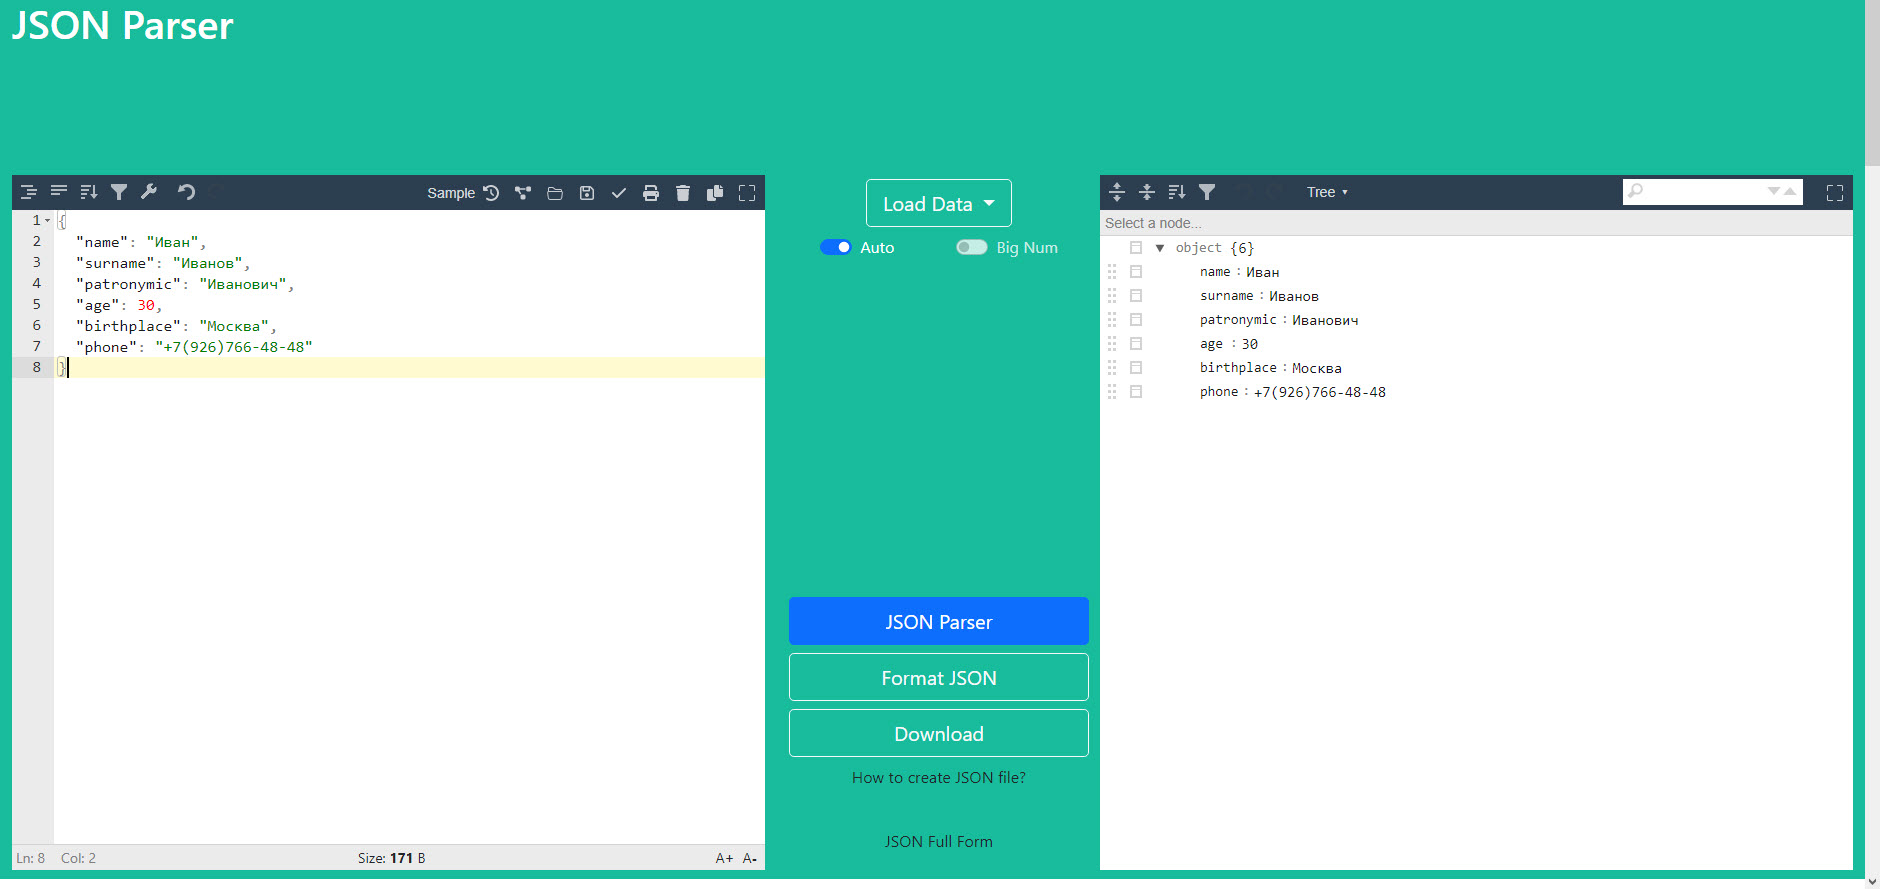 JSON Parser
Sample
1 {
2 "name": "Иван",
3 "surname": "Иванов",
4 "patronymic": "Иванович",
5 "age": 30,
6 "birthplace": "Москва",
7 "phone": "+7(926)766-48-48"
8 }
Ln: 8 Col: 2 Size: 171 B A+ A-
Load Data
Auto Big Num
JSON Parser
Format JSON
Download
How to create JSON file?
JSON Full Form
Tree
Select a node...
object {6}
name : Иван
surname : Иванов
patronymic : Иванович
age : 30
birthplace : Москва
phone : +7(926)766-48-48